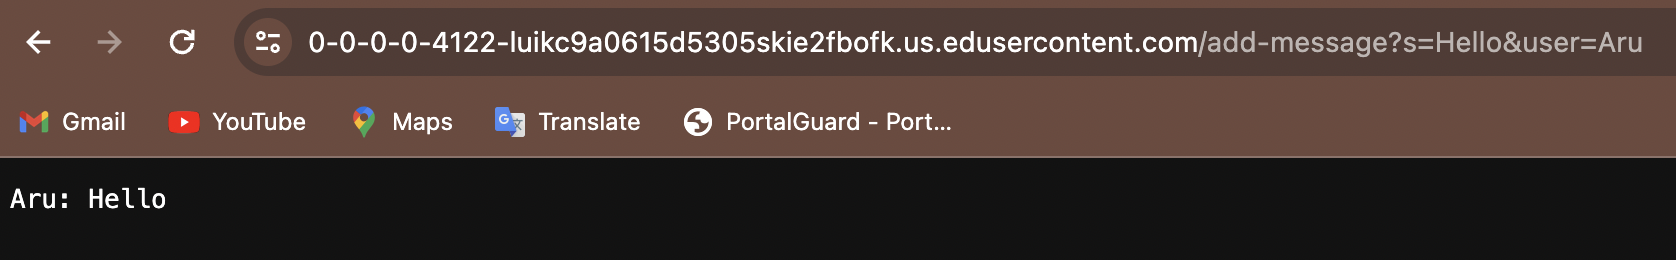 0-0-0-0-4122-luikc9a0615d5305skie2fbofk.us.edusercontent.com/add-message?s=Hello&user=Aru
Gmail YouTube Maps Translate PortalGuard - Port...
Aru: Hello